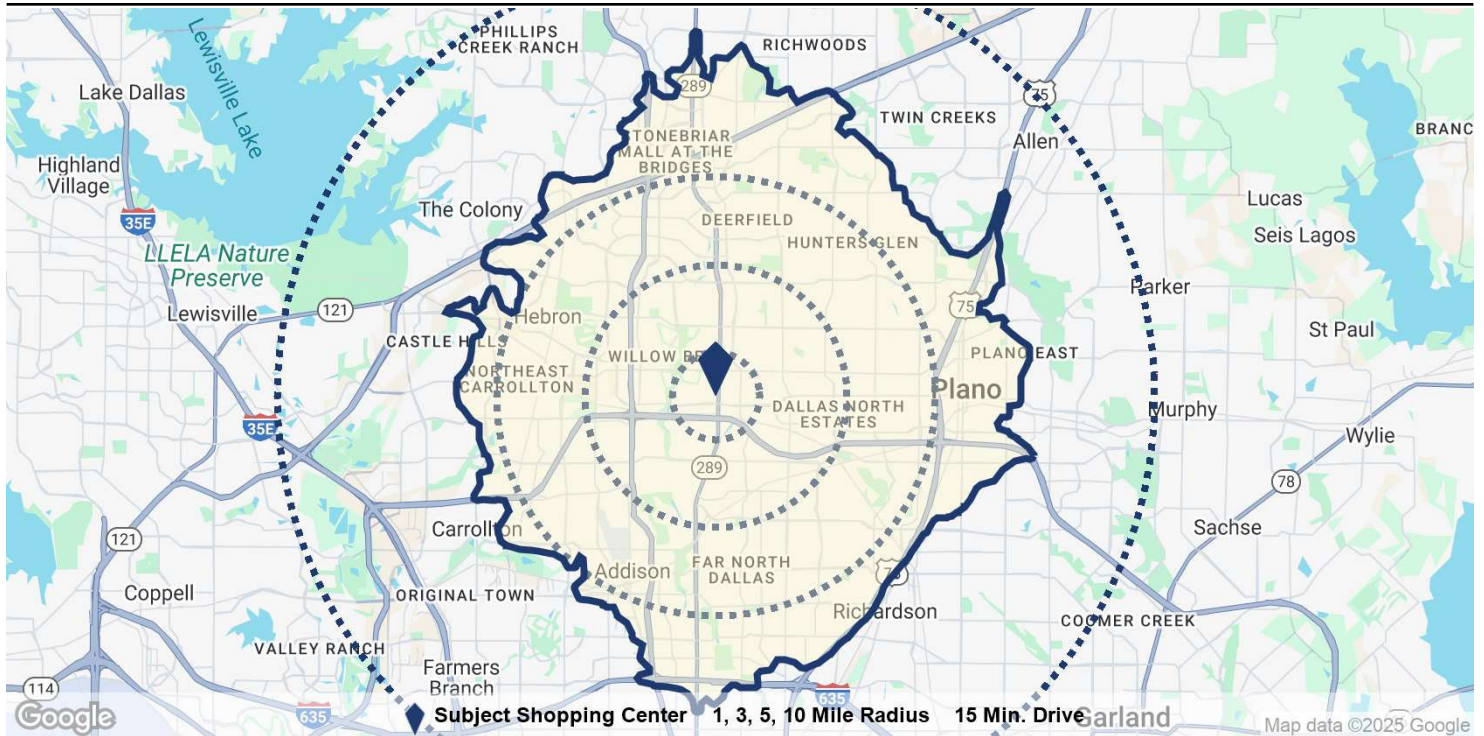 PHILLIPS
CREEK RANCH
RICHWOODS
289
Lake Dallas
Lewisville Lake
75
TWIN CREEKS
Allen
BRANC
STONEBRIAR
MALL AT THE
BRIDGES
Highland
Village
35E
The Colony
Lucas
DEERFIELD
Seis Lagos
HUNTERS GLEN
LLELA Nature
Preserve
Parker
121
Lewisville
75
Hebron
St Paul
CASTLE HILLS
WILLOW BE
PLANO EAST
NORTHEAST
CARROLLTON
Plano
DALLAS NORTH
ESTATES
Murphy
35E
Wylie
289
78
Carrollton
Sachse
121
FAR NORTH
DALLAS
Addison
Coppell
ORIGINAL TOWN
Richardson
COOMER CREEK
VALLEY RANCH
Farmers
Branch
114
635
635
Google
Subject Shopping Center 1, 3, 5, 10 Mile Radius 15 Min. Drive
Garland
Map data ©2025 Google